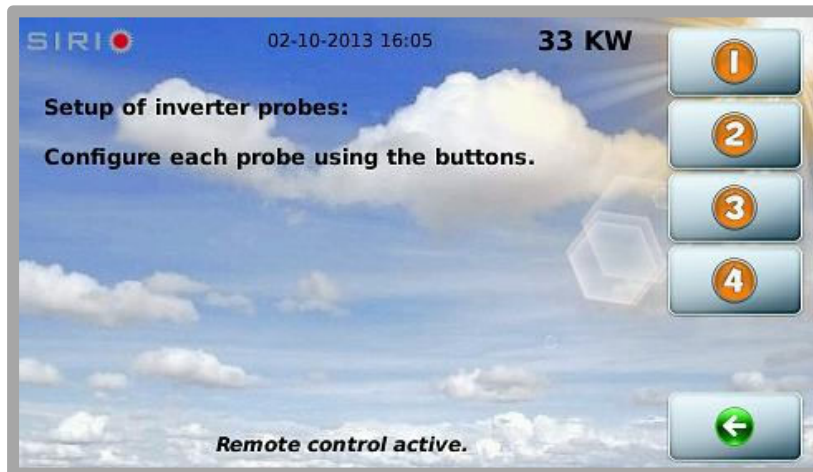 SIRIO
02-10-2013 16:05
33 KW
1
Setup of inverter probes:
2
Configure each probe using the buttons.
3
4
Remote control active.